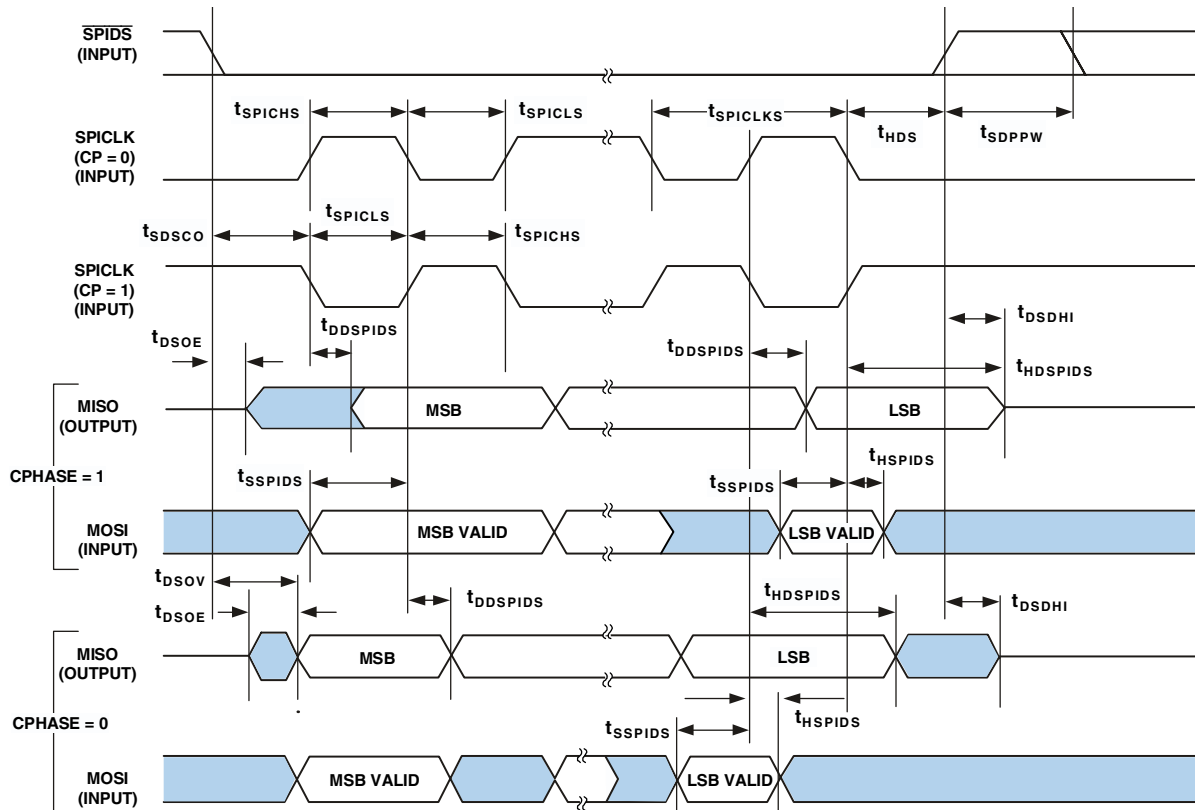 SPIDS
(INPUT)
tSPICHS
tSPICLS
tSPICLKS
tHDS
tSDPPW
SPICLK
(CP = 0)
(INPUT)
tSDSCO
tSPICLS
tSPICHS
SPICLK
(CP = 1)
(INPUT)
tDSOE
tDDSPIDS
tDDSPIDS
tDSDHI
tHDSPIDS
MISO
(OUTPUT)
MSB
LSB
CPHASE = 1
tSSPIDS
tSSPIDS
tHSPIDS
MOSI
(INPUT)
MSB VALID
LSB VALID
tDSOV
tDSOE
tDDSPIDS
tHDSPIDS
tDSDHI
MISO
(OUTPUT)
MSB
LSB
CPHASE = 0
tSSPIDS
tHSPIDS
MOSI
(INPUT)
MSB VALID
LSB VALID